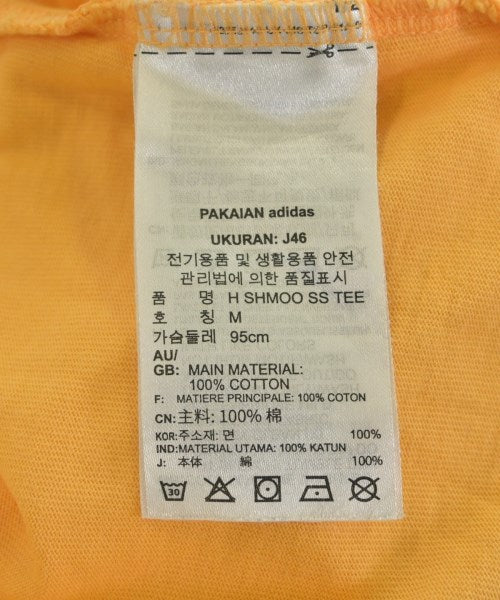 PAKAIAN adidas
UKURAN: J46
전기용품 및 생활용품 안전
관리법에 의한 품질표시
품 명 H SHMOO SS TEE
호 칭 M
가슴둘레 95cm
AU/
GB: MAIN MATERIAL:
100% COTTON
F: MATIERE PRINCIPALE: 100% COTON
CN: 主料: 100% 棉
KOR: 주소재: 면 100%
IND: MATERIAL UTAMA: 100% KATUN
J: 本体 綿 100%
30